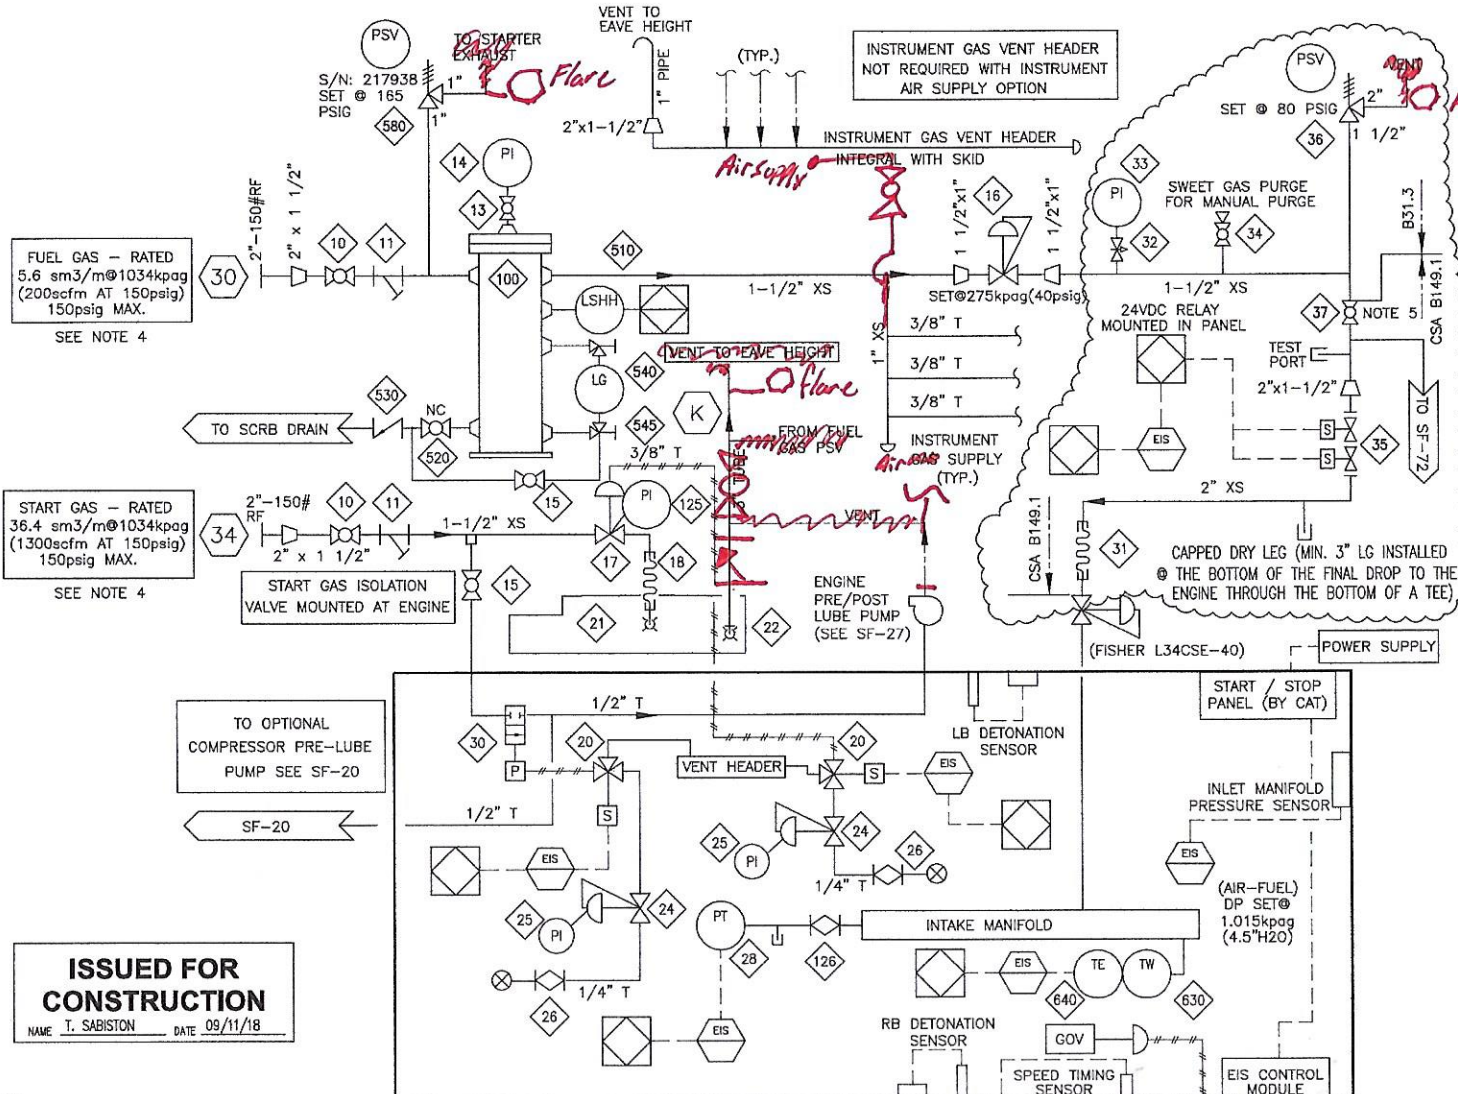 VENT TO
EAVE HEIGHT
PSV
TO STARTER
EXHAUST
Flare
S/N: 217938
SET @ 165
PSIG
580
1"
1"
1" PIPE
2"x1-1/2"
(TYP.)
INSTRUMENT GAS VENT HEADER
NOT REQUIRED WITH INSTRUMENT
AIR SUPPLY OPTION
INSTRUMENT GAS VENT HEADER
INTEGRAL WITH SKID
Air supply
PSV
SET @ 80 PSIG
VENT
2"
1 1/2"
36
14
PI
13
33
PI
32
SWEET GAS PURGE
FOR MANUAL PURGE
34
B31.3
CSA B149.1
FUEL GAS – RATED
5.6 sm3/m@1034kpag
(200scfm AT 150psig)
150psig MAX.
SEE NOTE 4
30
2"-150#RF
2" x 1 1/2"
10
11
100
510
1-1/2" XS
1 1/2"x1"
16
1 1/2"x1"
SET@275kpag(40psig)
1-1/2" XS
37
NOTE 5
LSHH
540
LG
545
VENT TO EAVE HEIGHT
flare
K
FROM FUEL
GAS PSV
1" XS
3/8" T
3/8" T
3/8" T
INSTRUMENT
GAS SUPPLY
(TYP.)
Air
24VDC RELAY
MOUNTED IN PANEL
EIS
TEST
PORT
2"x1-1/2"
S
S
35
TO SF-72
2" XS
530
TO SCRB DRAIN
NC
520
15
3/8" T
START GAS – RATED
36.4 sm3/m@1034kpag
(1300scfm AT 150psig)
150psig MAX.
SEE NOTE 4
34
2"-150#
RF
2" x 1 1/2"
10
11
1-1/2" XS
PI
125
17
18
VENT
START GAS ISOLATION
VALVE MOUNTED AT ENGINE
15
21
22
ENGINE
PRE/POST
LUBE PUMP
(SEE SF-27)
CSA B149.1
31
CAPPED DRY LEG (MIN. 3" LG INSTALLED
@ THE BOTTOM OF THE FINAL DROP TO THE
ENGINE THROUGH THE BOTTOM OF A TEE)
(FISHER L34CSE-40)
POWER SUPPLY
START / STOP
PANEL (BY CAT)
TO OPTIONAL
COMPRESSOR PRE-LUBE
PUMP SEE SF-20
SF-20
1/2" T
30
20
P
VENT HEADER
20
S
EIS
LB DETONATION
SENSOR
1/2" T
S
EIS
25
PI
24
25
PI
24
26
1/4" T
INLET MANIFOLD
PRESSURE SENSOR
EIS
(AIR-FUEL)
DP SET@
1.015kpag
(4.5"H2O)
PT
28
126
INTAKE MANIFOLD
EIS
TE
TW
640
630
1/4" T
26
EIS
RB DETONATION
SENSOR
GOV
SPEED TIMING
SENSOR
EIS CONTROL
MODULE
ISSUED FOR
CONSTRUCTION
NAME T. SABISTON DATE 09/11/18